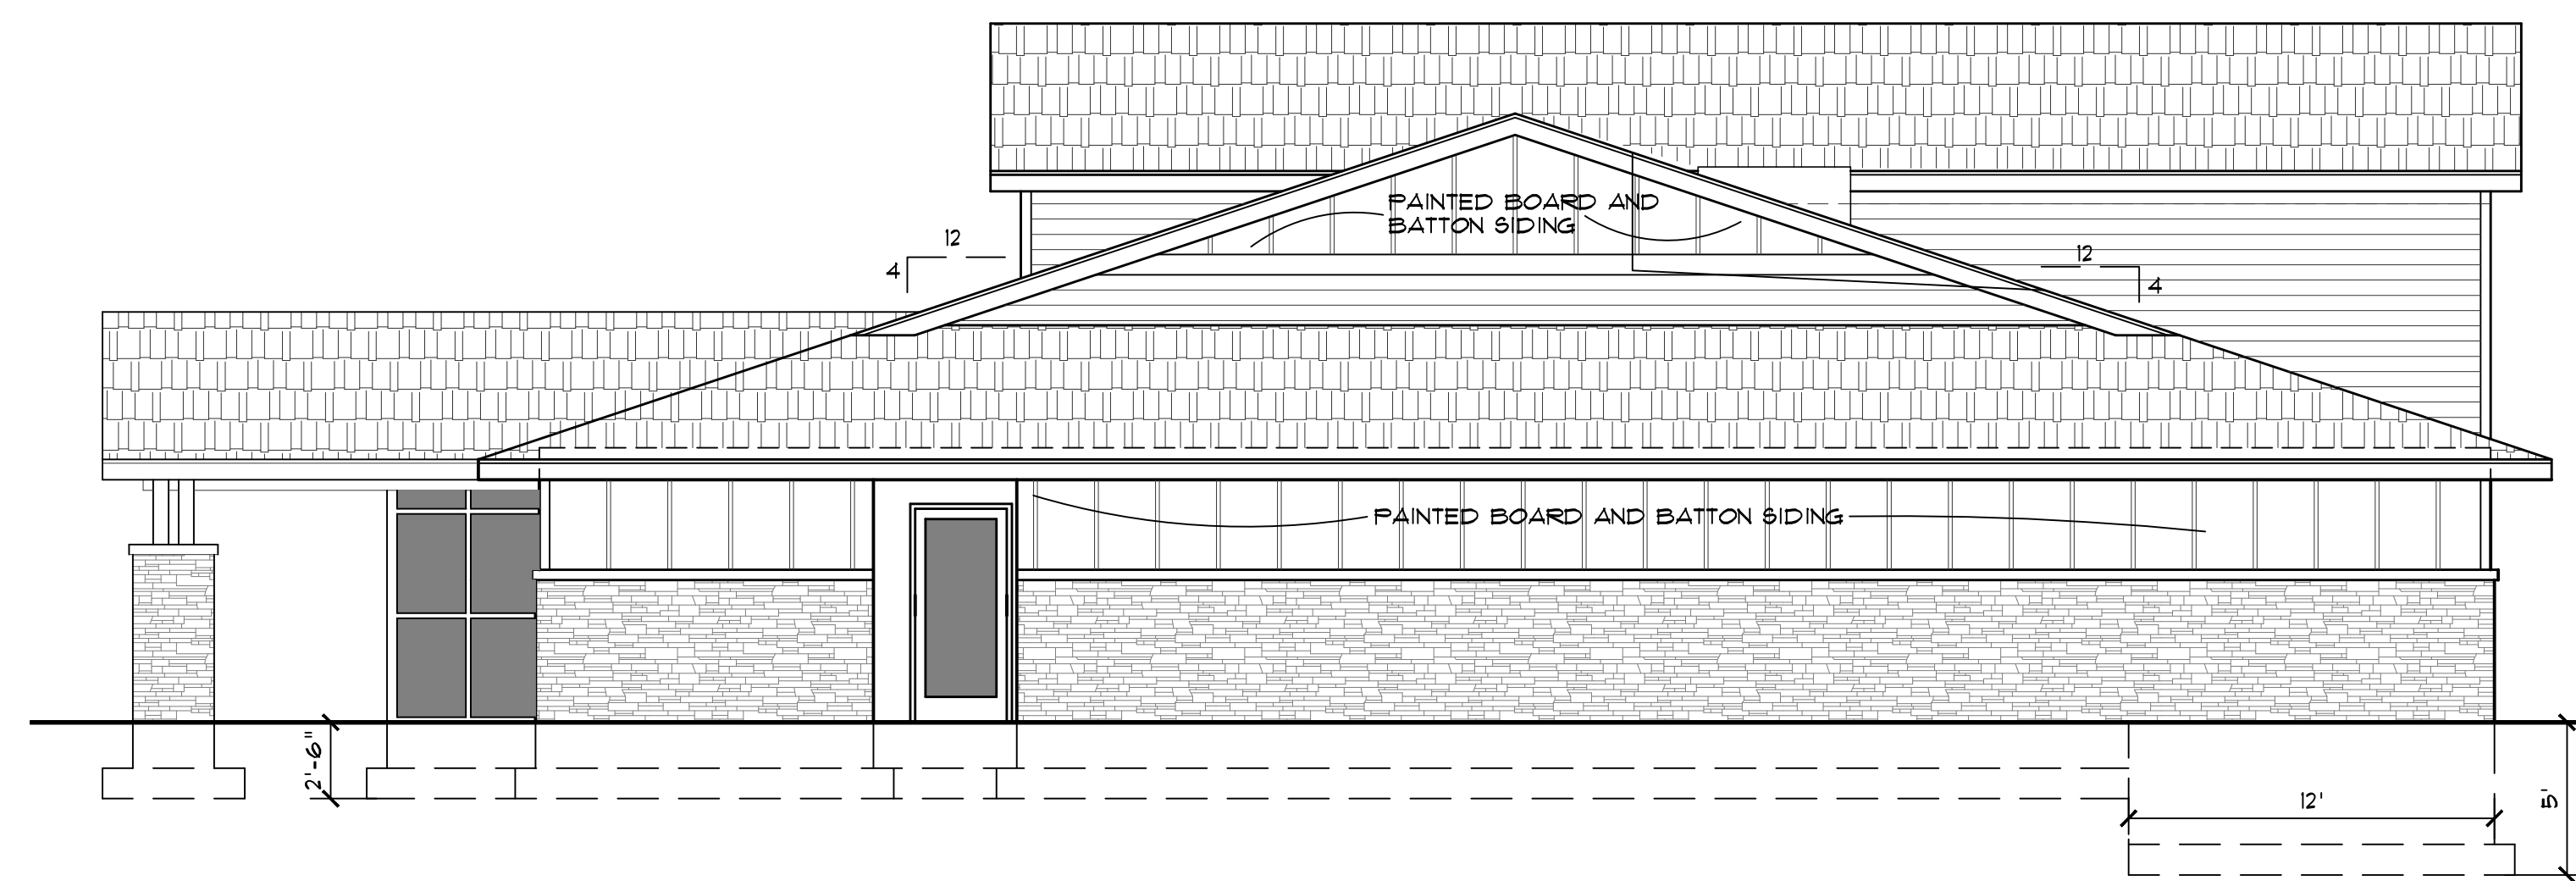 PAINTED BOARD AND
BATTON SIDING
12
4
12
4
PAINTED BOARD AND BATTON SIDING
2'-6"
12'
5'